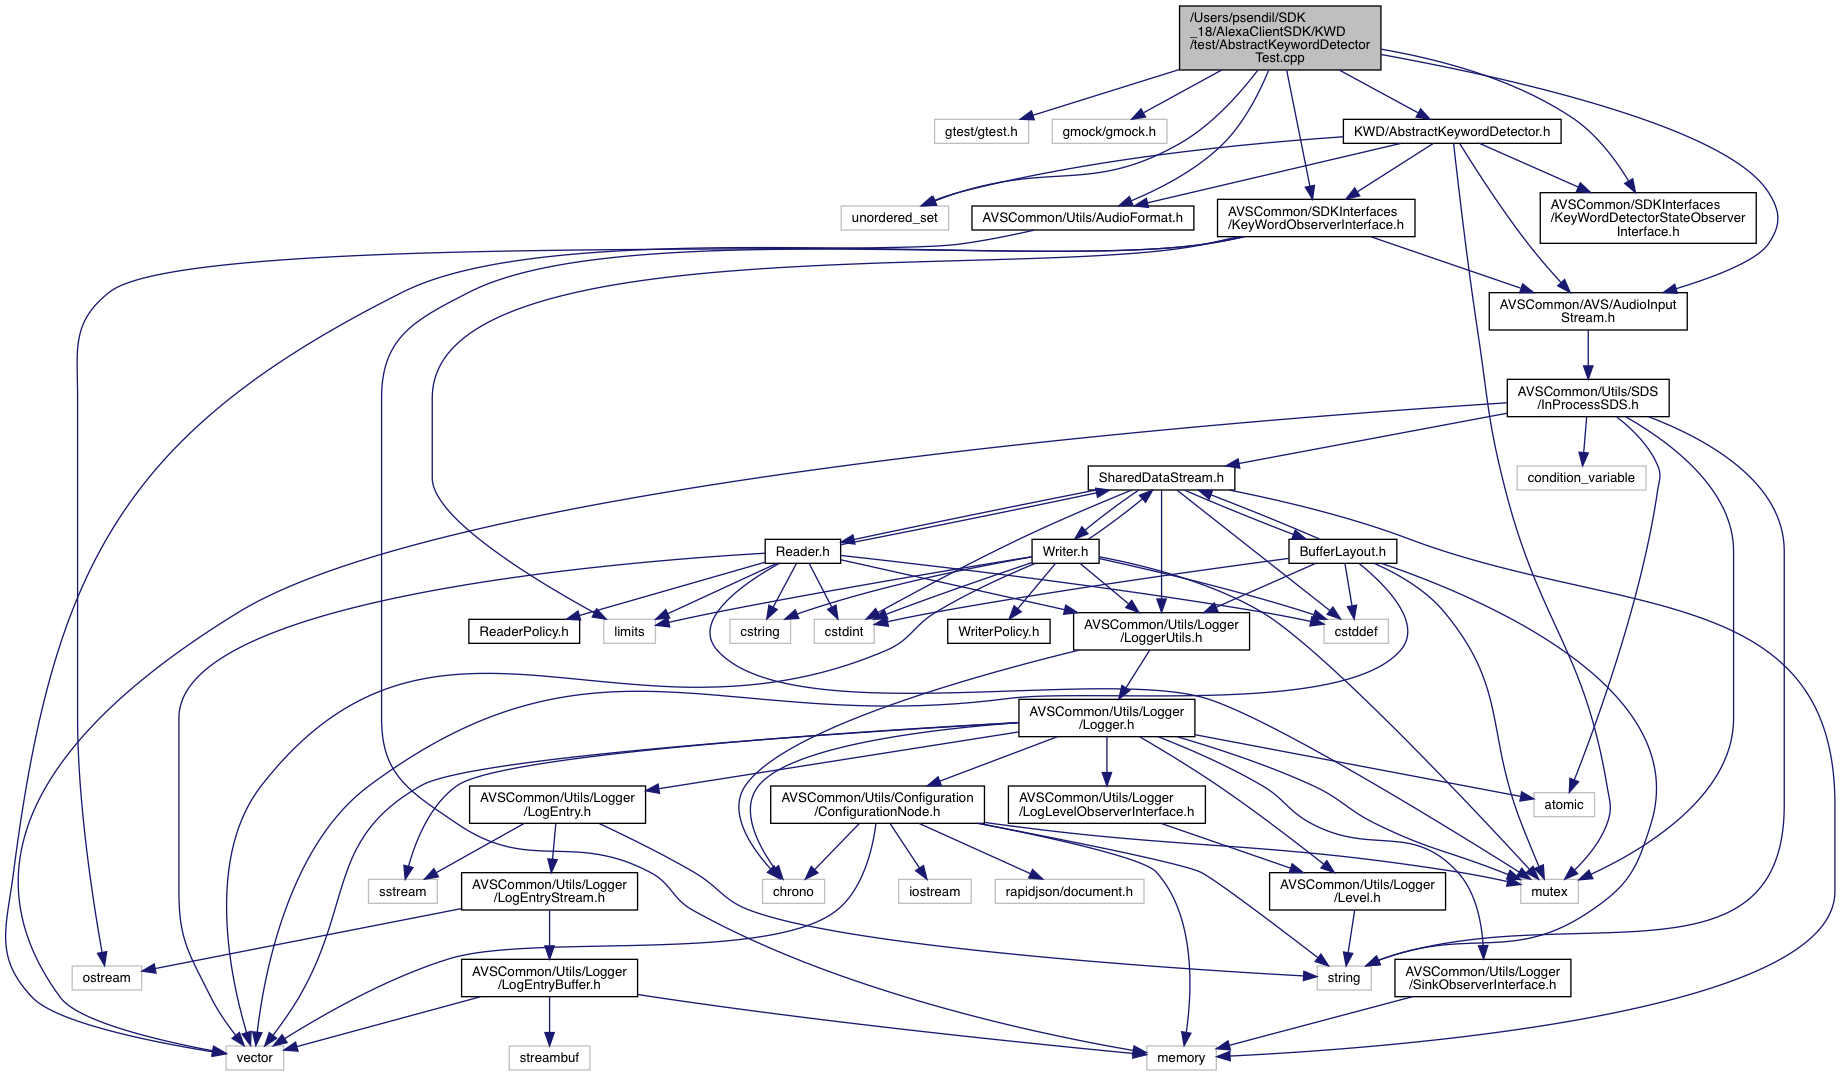 /Users/psendil/SDK
_18/AlexaClientSDK/KWD
/test/AbstractKeywordDetector
Test.cpp
gtest/gtest.h
gmock/gmock.h
KWD/AbstractKeywordDetector.h
unordered_set
AVSCommon/Utils/AudioFormat.h
AVSCommon/SDKInterfaces
/KeyWordObserverInterface.h
AVSCommon/SDKInterfaces
/KeyWordDetectorStateObserver
Interface.h
AVSCommon/AVS/AudioInput
Stream.h
AVSCommon/Utils/SDS
/InProcessSDS.h
SharedDataStream.h
condition_variable
Reader.h
Writer.h
BufferLayout.h
ReaderPolicy.h
limits
cstring
cstdint
WriterPolicy.h
AVSCommon/Utils/Logger
/LoggerUtils.h
cstddef
AVSCommon/Utils/Logger
/Logger.h
AVSCommon/Utils/Logger
/LogEntry.h
AVSCommon/Utils/Configuration
/ConfigurationNode.h
AVSCommon/Utils/Logger
/LogLevelObserverInterface.h
atomic
sstream
AVSCommon/Utils/Logger
/LogEntryStream.h
chrono
iostream
rapidjson/document.h
AVSCommon/Utils/Logger
/Level.h
mutex
ostream
AVSCommon/Utils/Logger
/LogEntryBuffer.h
string
AVSCommon/Utils/Logger
/SinkObserverInterface.h
vector
streambuf
memory